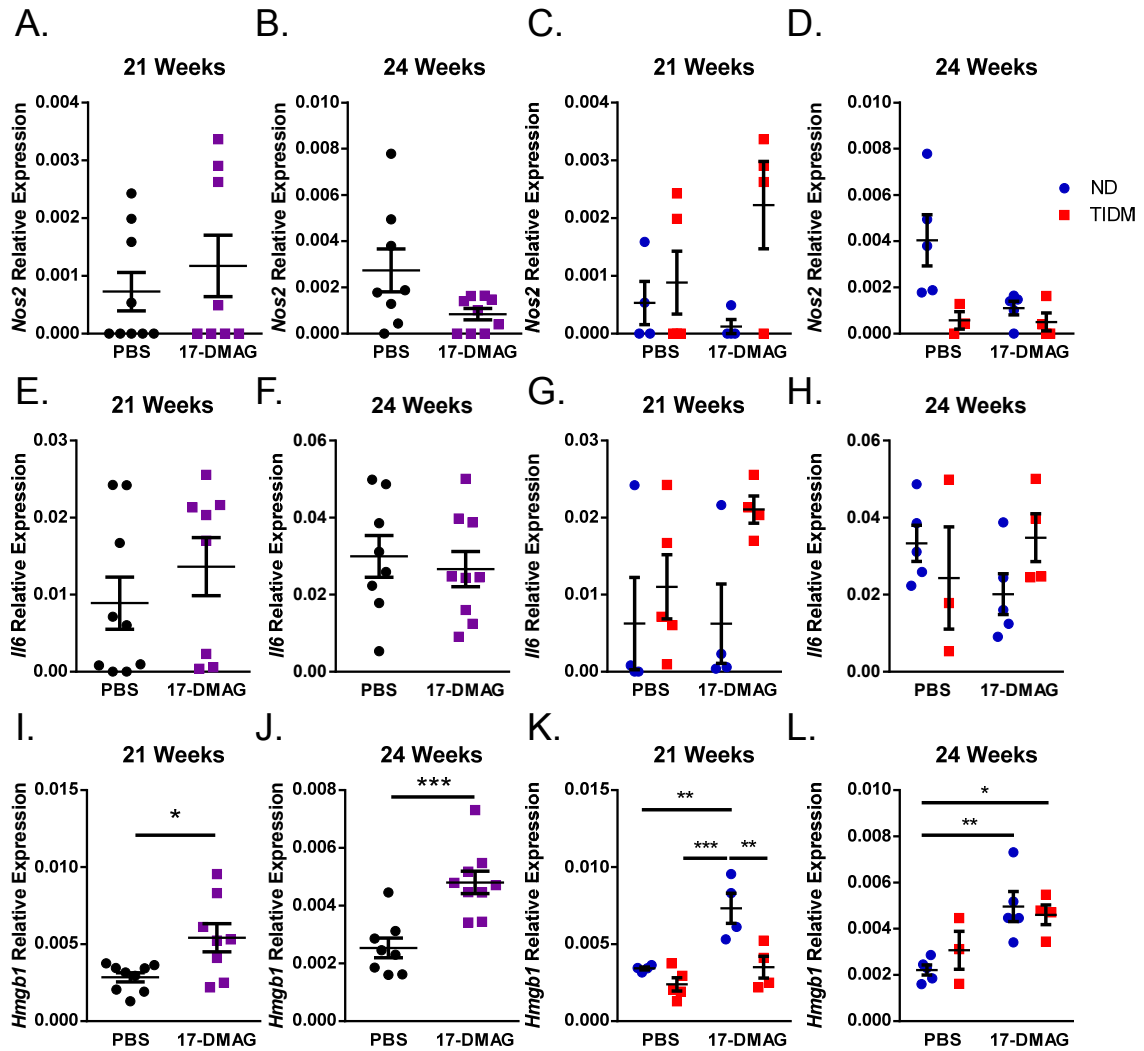 A.
B.
C.
D.
21 Weeks
24 Weeks
21 Weeks
24 Weeks
Nos2 Relative Expression
0.004
0.003
0.002
0.001
0.000
PBS
17-DMAG
Nos2 Relative Expression
0.010
0.008
0.006
0.004
0.002
0.000
PBS
17-DMAG
Nos2 Relative Expression
0.004
0.003
0.002
0.001
0.000
PBS
17-DMAG
Nos2 Relative Expression
0.010
0.008
0.006
0.004
0.002
0.000
PBS
17-DMAG
ND
TIDM
E.
F.
G.
H.
21 Weeks
24 Weeks
21 Weeks
24 Weeks
Il6 Relative Expression
0.03
0.02
0.01
0.00
PBS
17-DMAG
Il6 Relative Expression
0.06
0.04
0.02
0.00
PBS
17-DMAG
Il6 Relative Expression
0.03
0.02
0.01
0.00
PBS
17-DMAG
Il6 Relative Expression
0.06
0.04
0.02
0.00
PBS
17-DMAG
I.
J.
K.
L.
21 Weeks
24 Weeks
21 Weeks
24 Weeks
Hmgb1 Relative Expression
0.015
0.010
0.005
0.000
*
PBS
17-DMAG
Hmgb1 Relative Expression
0.008
0.006
0.004
0.002
0.000
***
PBS
17-DMAG
Hmgb1 Relative Expression
0.015
0.010
0.005
0.000
**
***
**
PBS
17-DMAG
Hmgb1 Relative Expression
0.010
0.008
0.006
0.004
0.002
0.000
*
**
PBS
17-DMAG